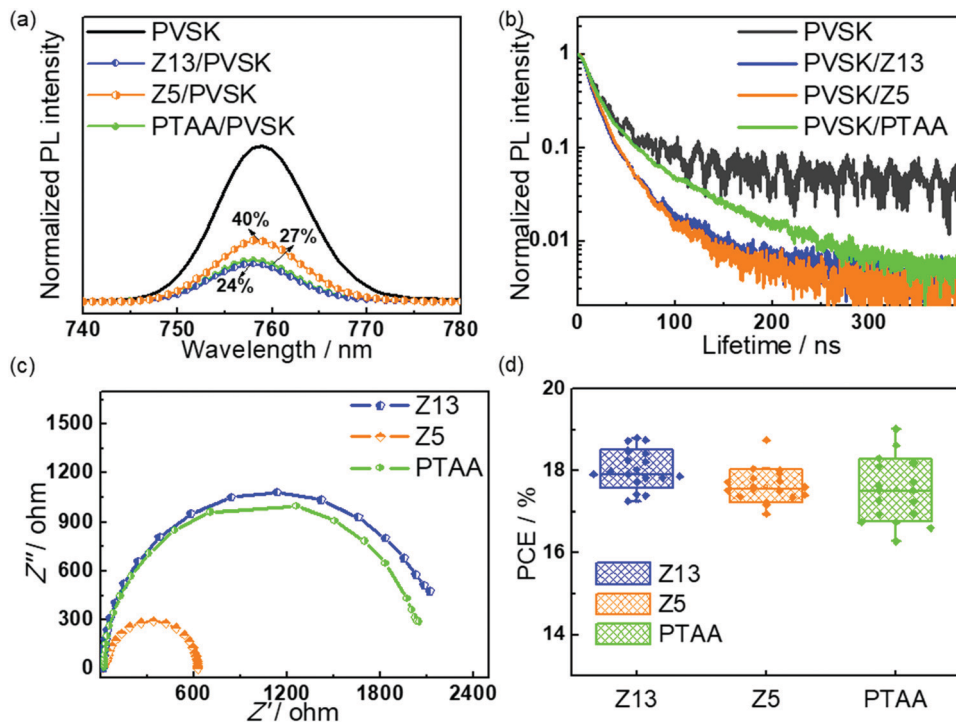 (a)
PVSK
Z13/PVSK
Z5/PVSK
PTAA/PVSK
Normalized PL intensity
40%
27%
24%
740 750 760 770 780
Wavelength / nm
(b)
PVSK
PVSK/Z13
PVSK/Z5
PVSK/PTAA
Normalized PL intensity
1
0.1
0.01
0 100 200 300
Lifetime / ns
(c)
Z13
Z5
PTAA
Z″/ ohm
1500
1200
900
600
300
0
600 1200 1800 2400
Z′/ ohm
(d)
PCE / %
20
18
16
14
Z13
Z5
PTAA
Z13 Z5 PTAA